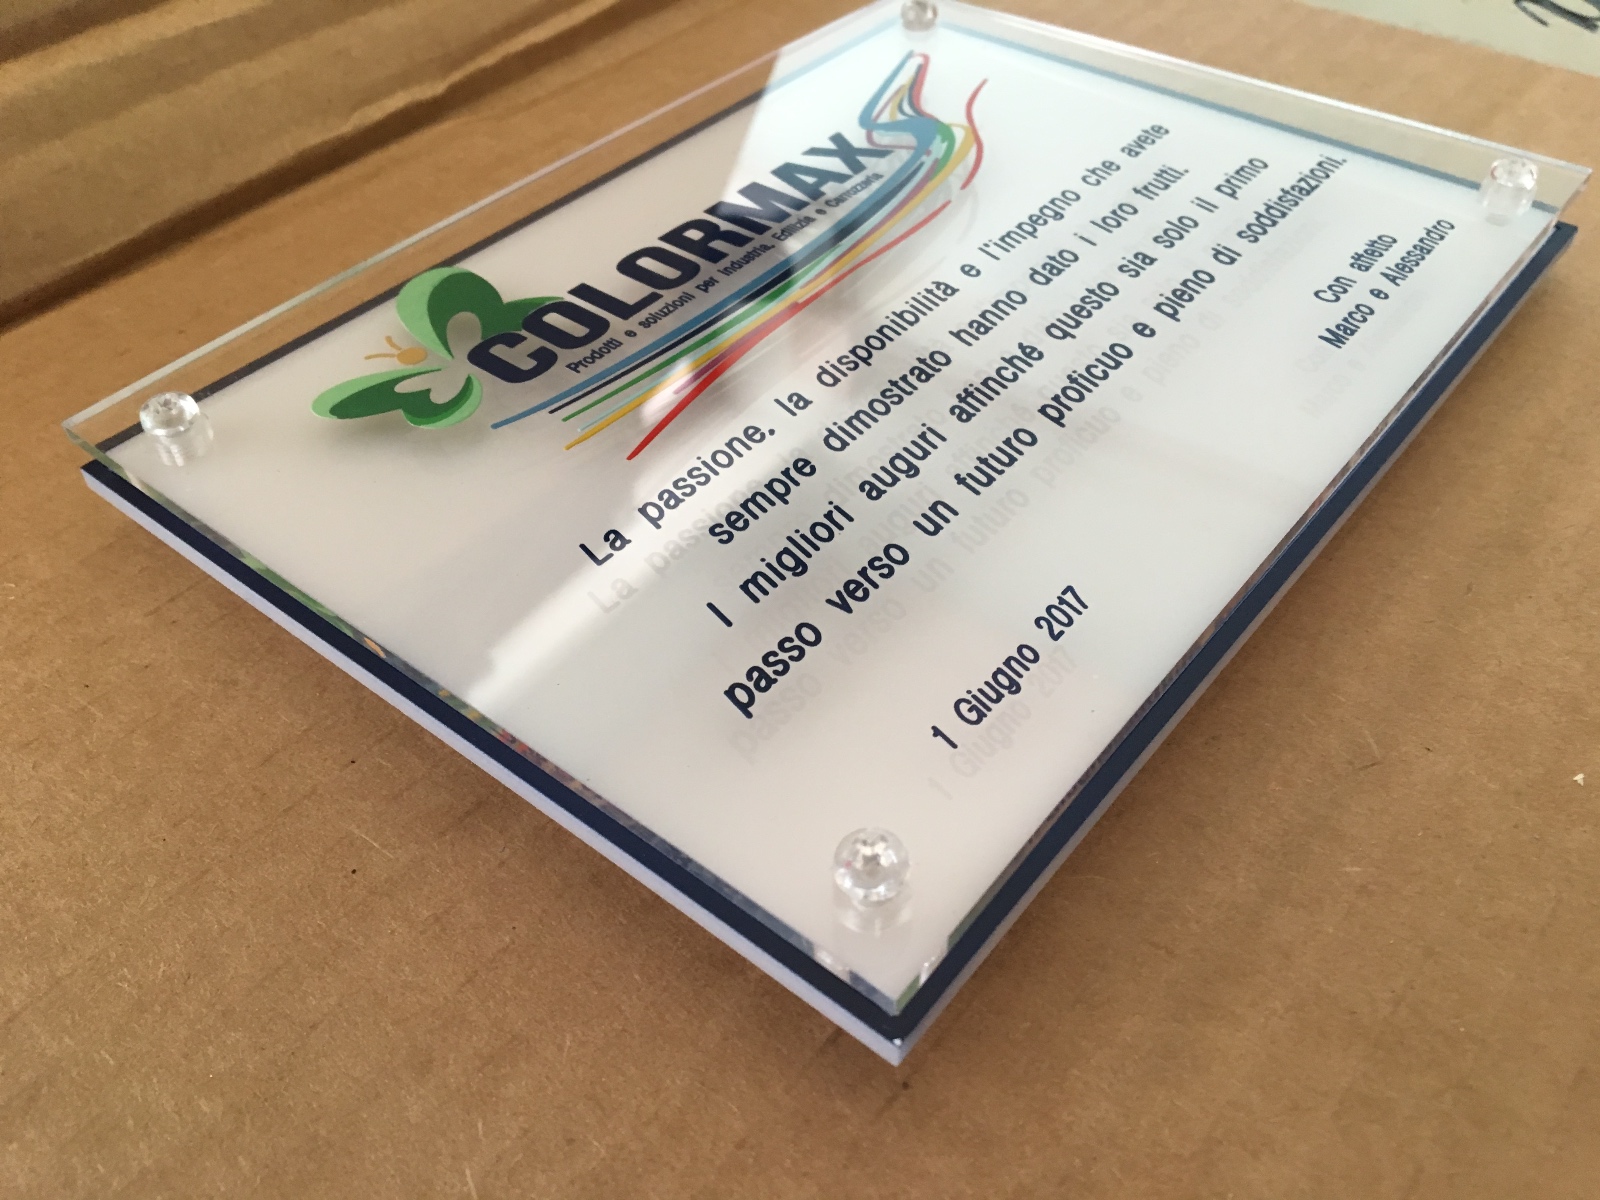 COLORMAX
Prodotti e soluzioni per Industria, Edilizia e Carrozzeria
La passione, la disponibilità e l'impegno che avete
sempre dimostrato hanno dato i loro frutti.
I migliori auguri affinché questo sia solo il primo
passo verso un futuro proficuo e pieno di soddisfazioni.
Con affetto
Marco e Alessandro
1 Giugno 2017